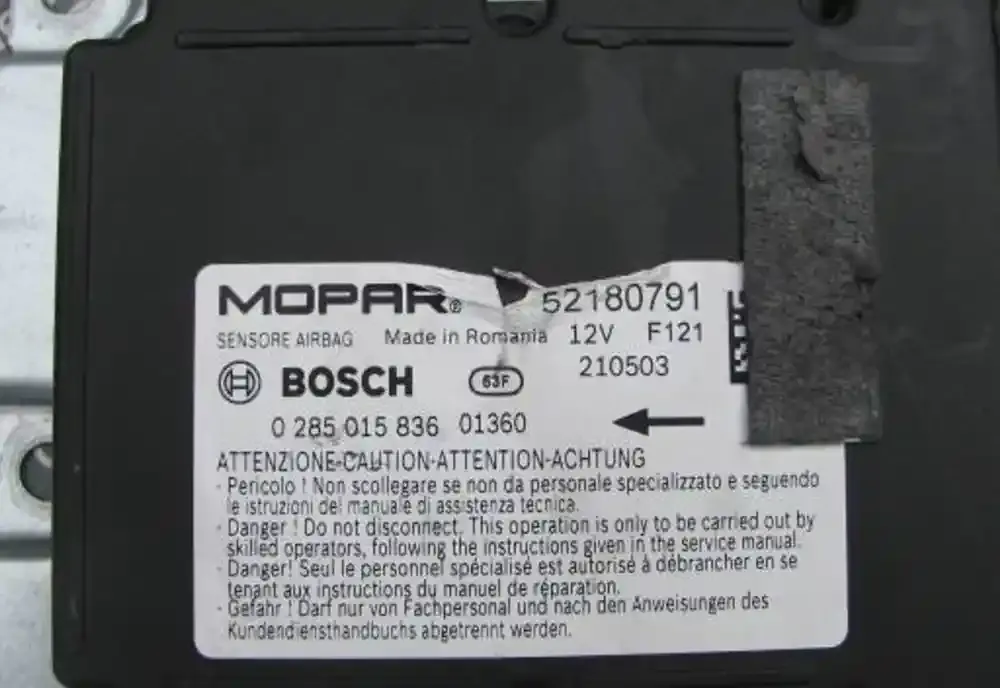 MOPAR® 52180791
SENSORE AIRBAG Made in Romania 12V F121
210503
BOSCH 63F
0 285 015 836 01360
ATTENZIONE-CAUTION-ATTENTION-ACHTUNG
· Pericolo ! Non scollegare se non da personale specializzato e seguendo
le istruzioni del manuale di assistenza tecnica.
· Danger ! Do not disconnect. This operation is only to be carried out by
skilled operators, following the instructions given in the service manual.
· Danger! Seul le personnel spécialisé est autorisé à débrancher en se
tenant aux instructions du manuel de réparation.
· Gefahr ! Darf nur von Fachpersonal und nach den Anweisungen des
Kundendiensthandbuchs abgetrennt werden.